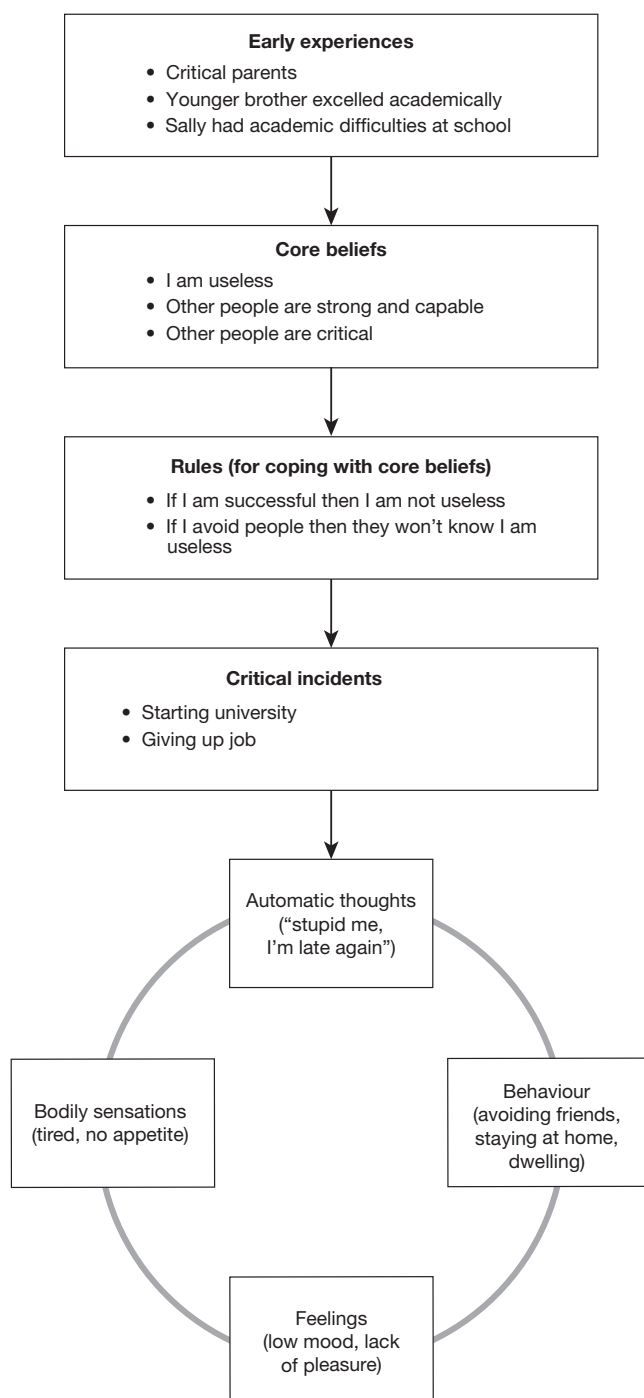 Early experiences
• Critical parents
• Younger brother excelled academically
• Sally had academic difficulties at school
Core beliefs
• I am useless
• Other people are strong and capable
• Other people are critical
Rules (for coping with core beliefs)
• If I am successful then I am not useless
• If I avoid people then they won’t know I am
useless
Critical incidents
• Starting university
• Giving up job
Automatic thoughts
(“stupid me,
I’m late again”)
Bodily sensations
(tired, no appetite)
Behaviour
(avoiding friends,
staying at home,
dwelling)
Feelings
(low mood, lack
of pleasure)